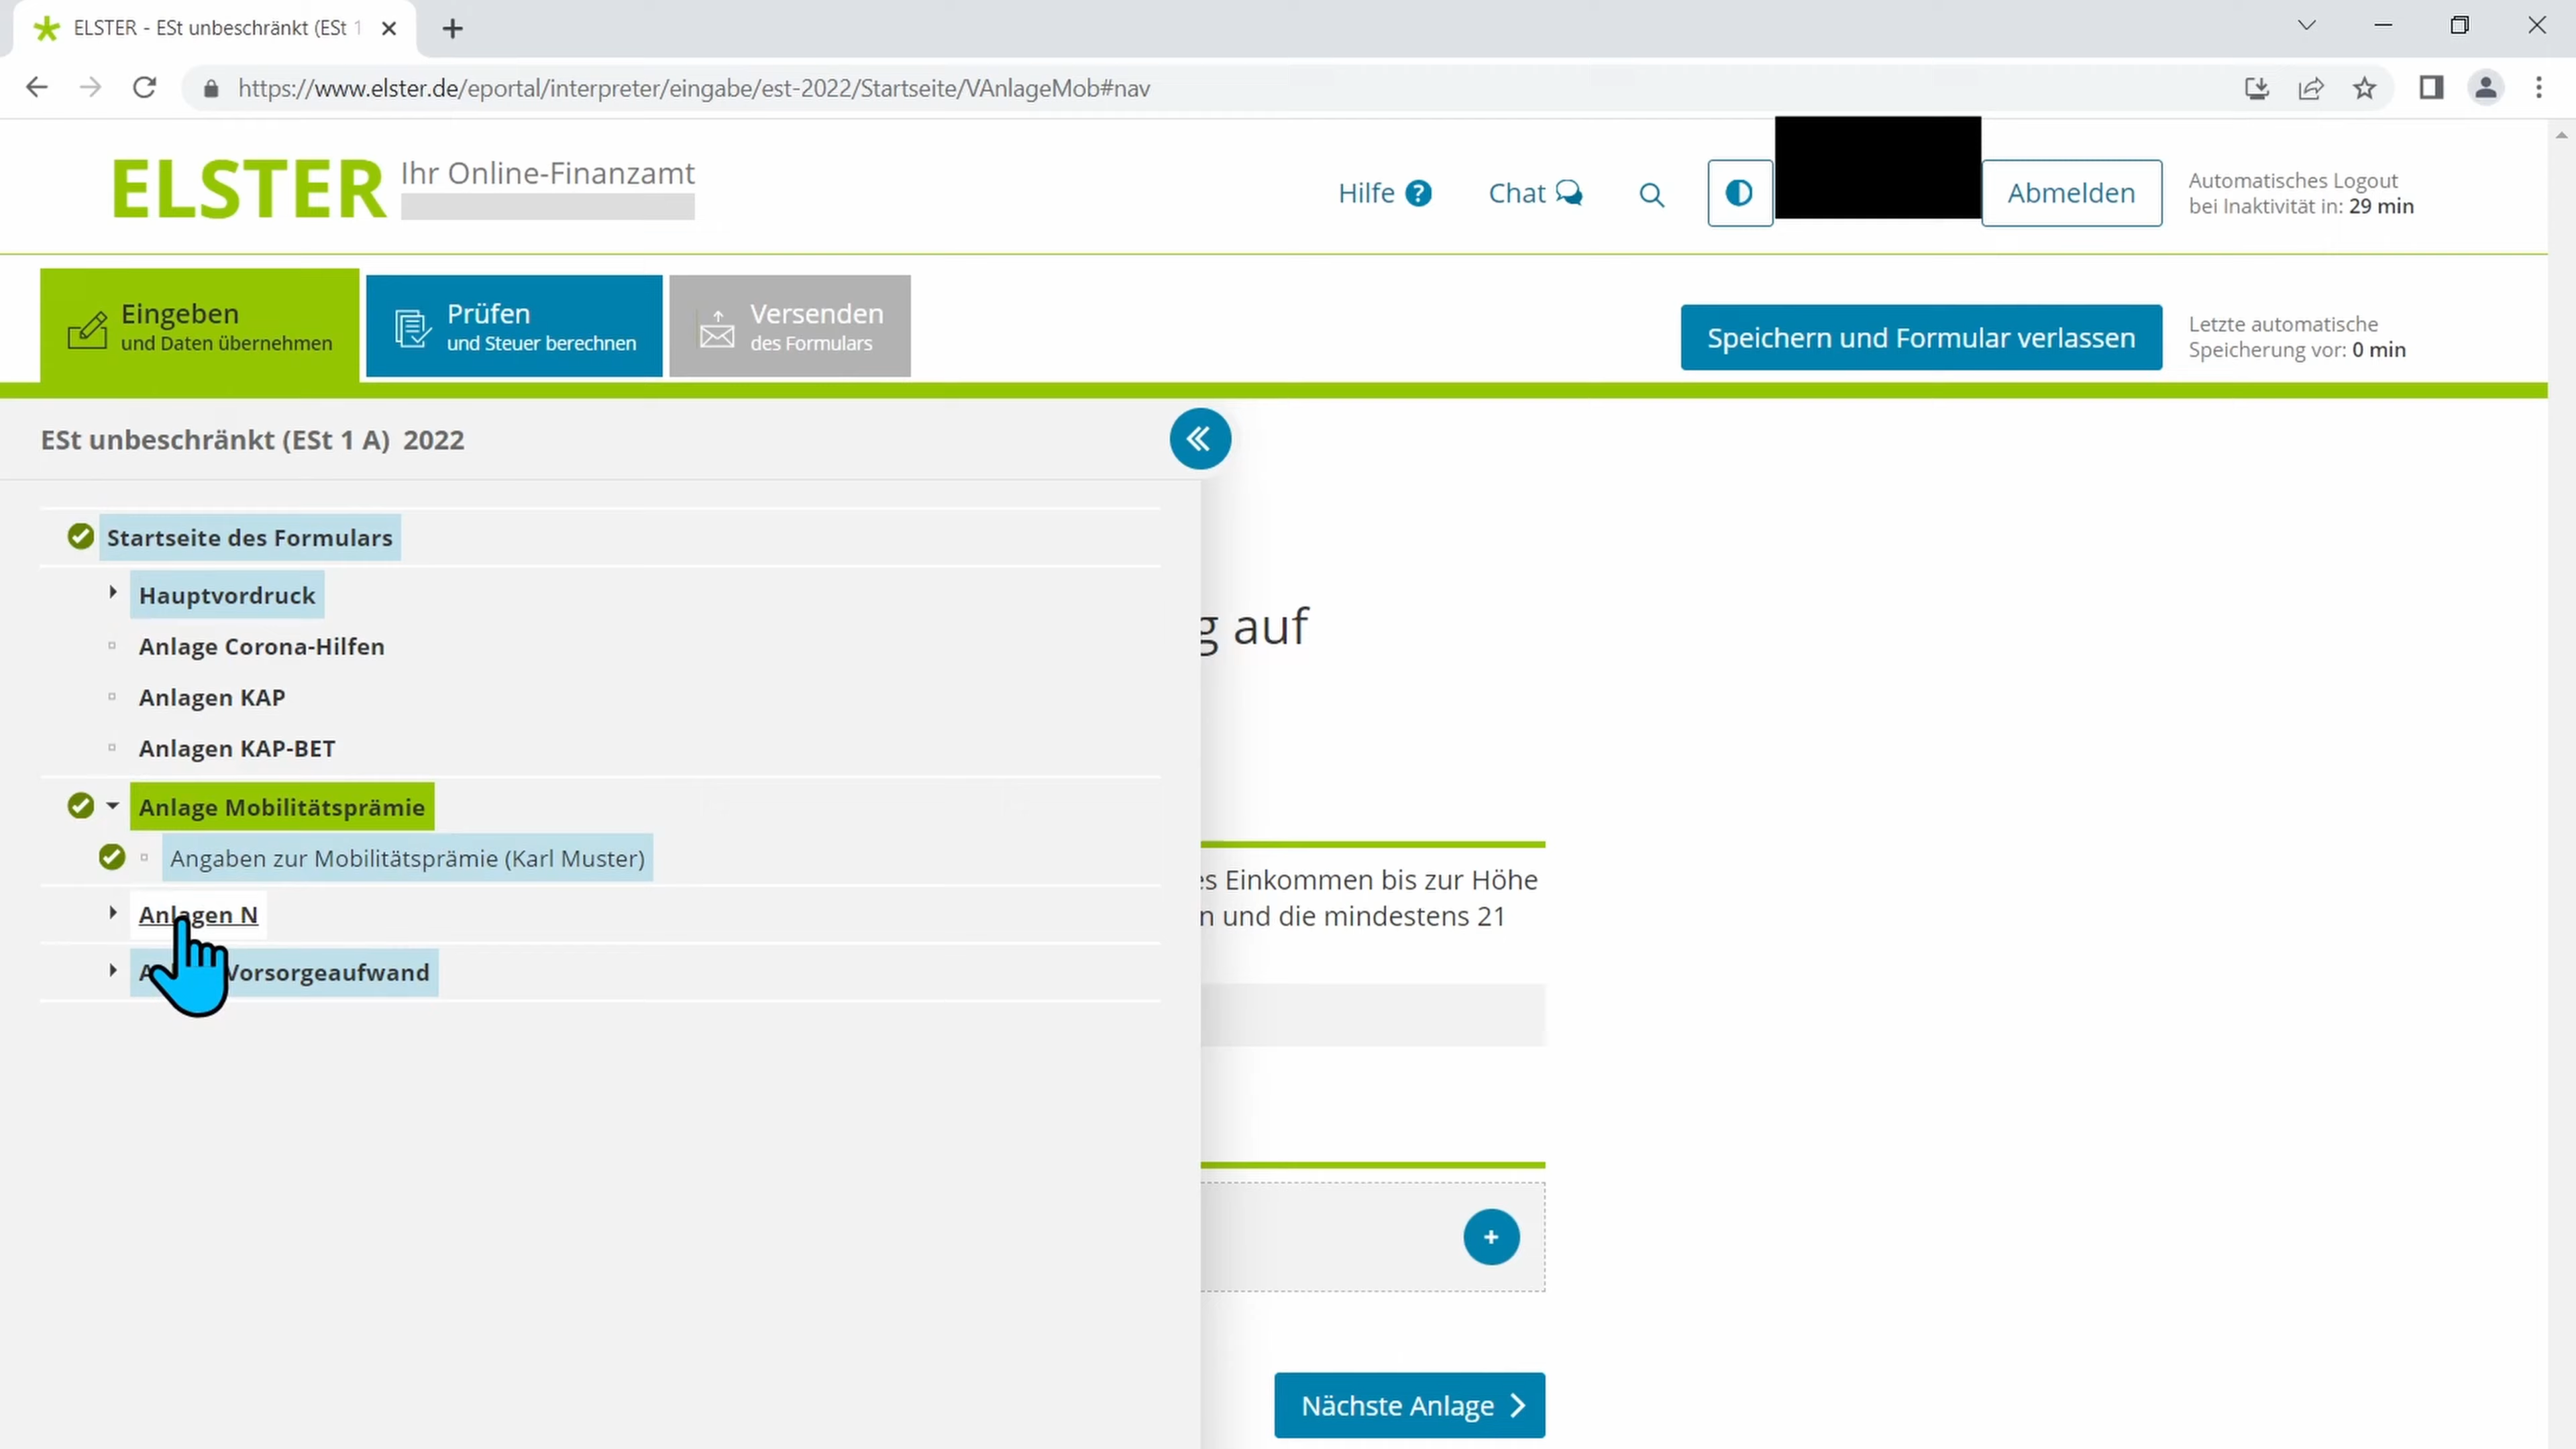 ELSTER - ESt unbeschränkt (ESt 1
https://www.elster.de/eportal/interpreter/eingabe/est-2022/Startseite/VAnlageMob#nav
ELSTER
Ihr Online-Finanzamt
Hilfe ?
Chat
Abmelden
Automatisches Logout
bei Inaktivität in: 29 min
Eingeben
und Daten übernehmen
Prüfen
und Steuer berechnen
Versenden
des Formulars
Speichern und Formular verlassen
Letzte automatische
Speicherung vor: 0 min
ESt unbeschränkt (ESt 1 A) 2022
Startseite des Formulars
Hauptvordruck
Anlage Corona-Hilfen
Anlagen KAP
Anlagen KAP-BET
Anlage Mobilitätsprämie
Angaben zur Mobilitätsprämie (Karl Muster)
Anlagen N
Vorsorgeaufwand
g auf
es Einkommen bis zur Höhe
n und die mindestens 21
Nächste Anlage